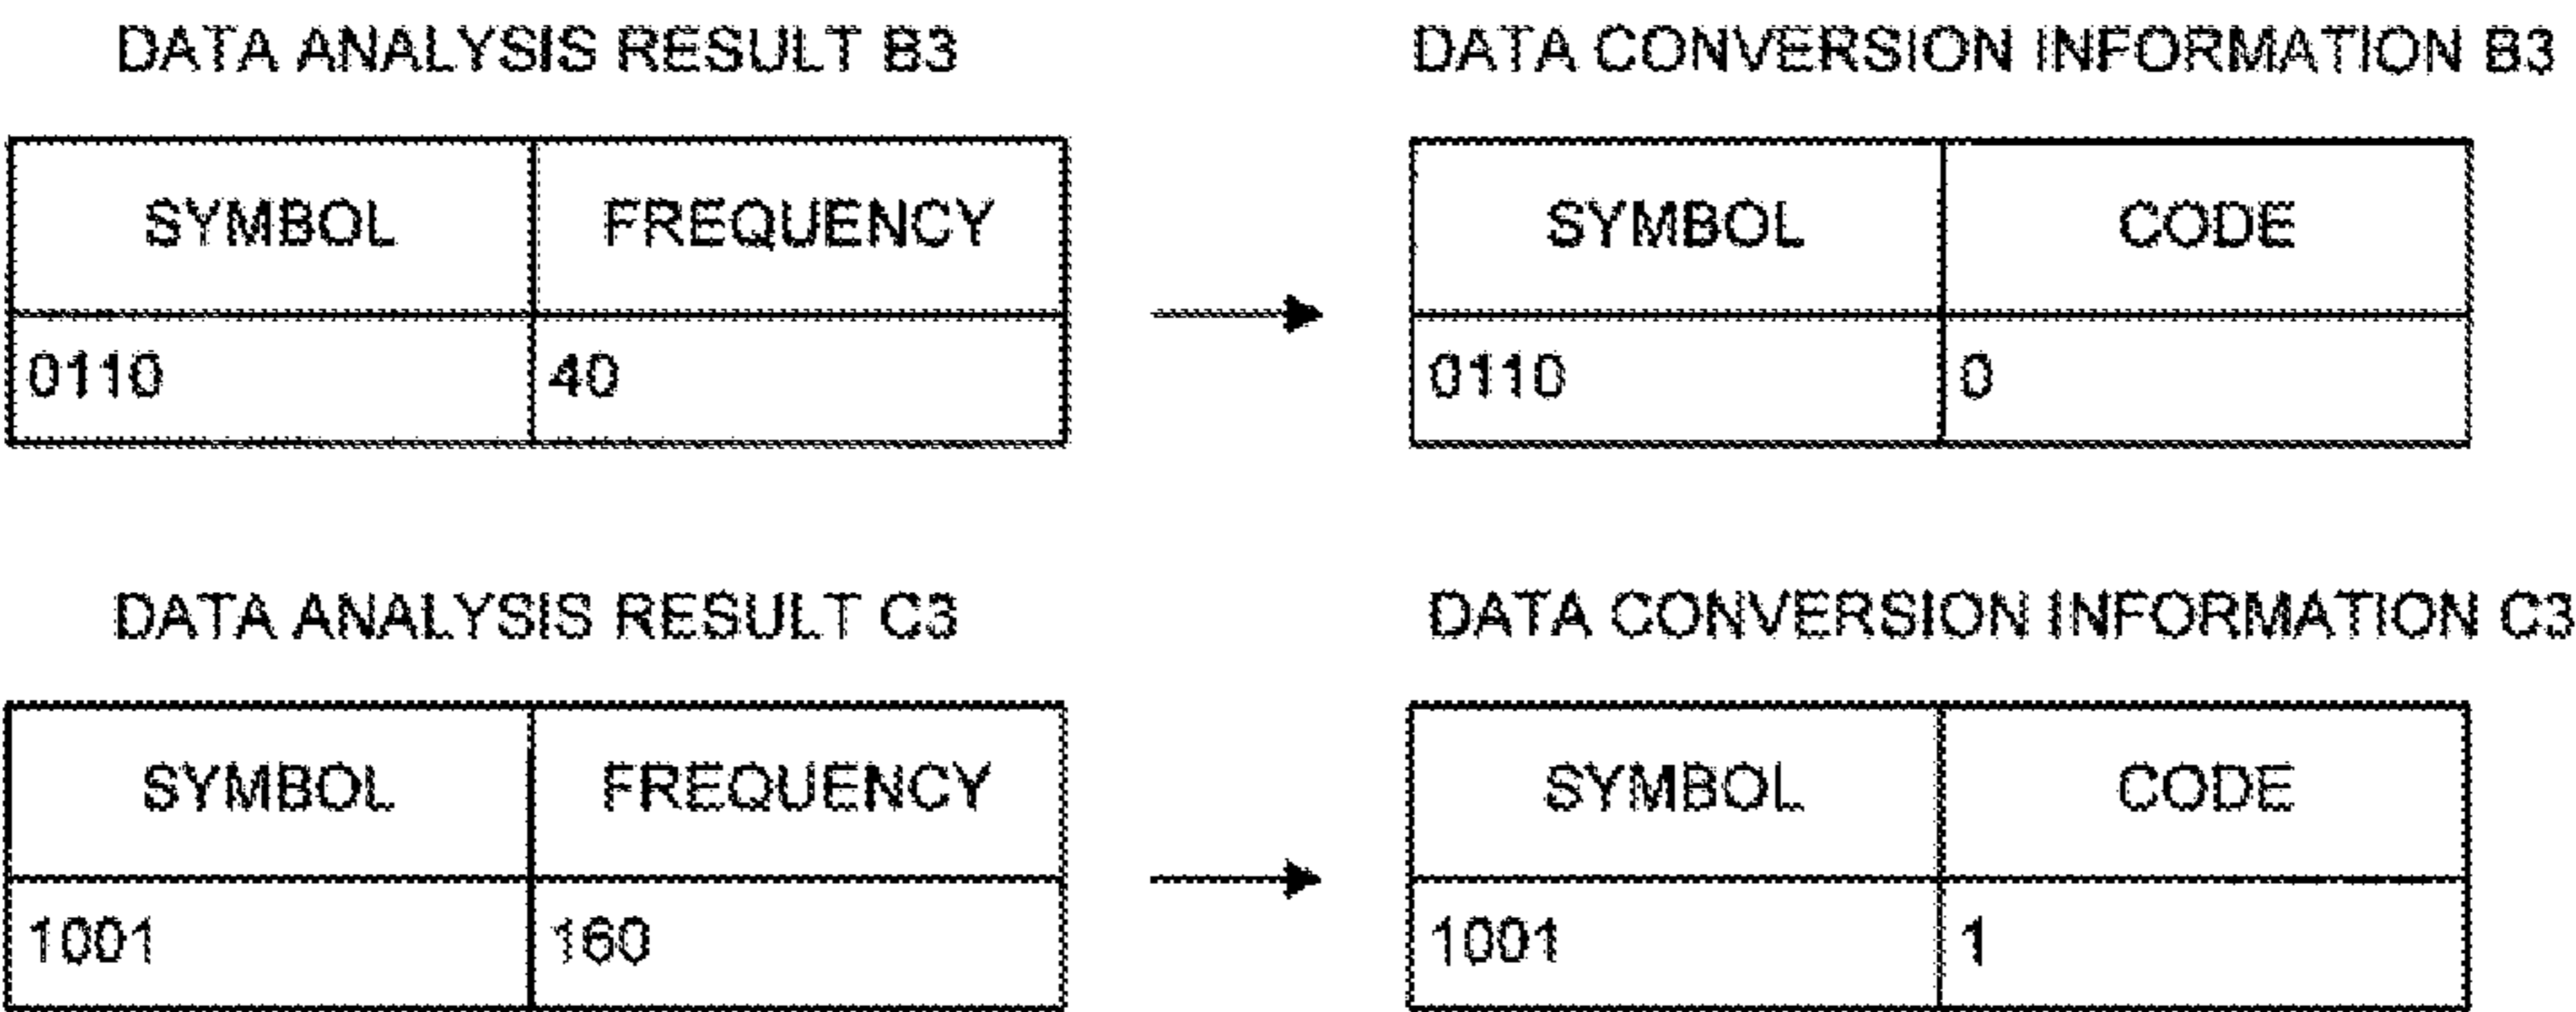 DATA ANALYSIS RESULT B3 DATA CONVERSION INFORMATION B3
SYMBOL FREQUENCY SYMBOL CODE
0110 40 0110 0
DATA ANALYSIS RESULT C3 DATA CONVERSION INFORMATION C3
SYMBOL FREQUENCY SYMBOL CODE
1001 160 1001 1